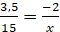 3,5/15 = -2/x